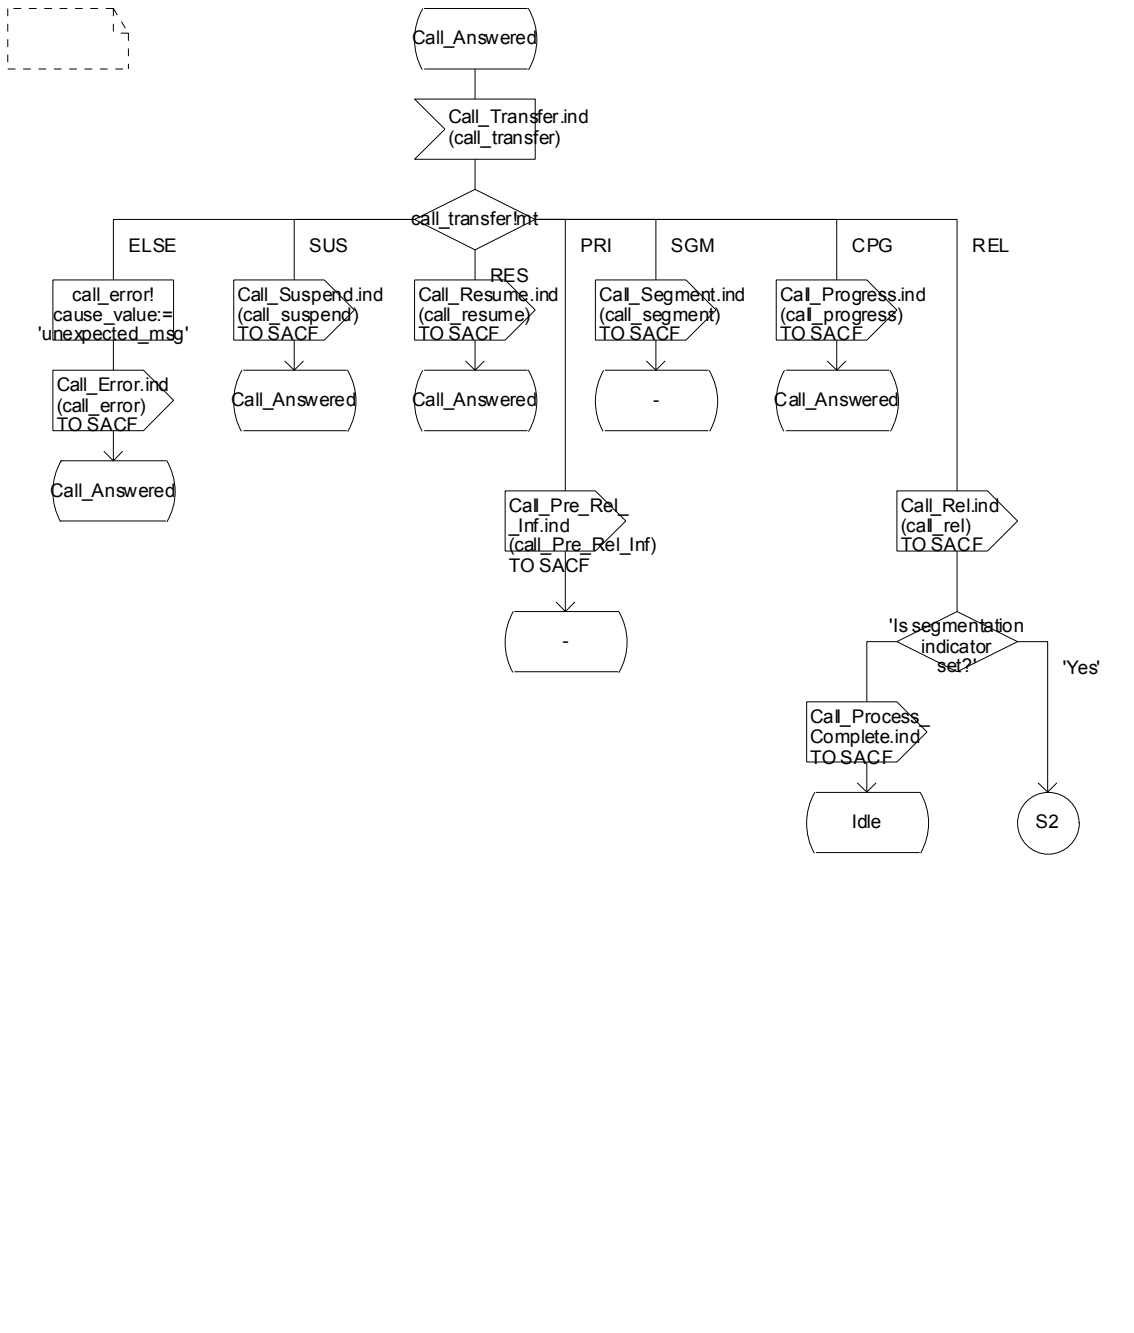 Call_Answered
Call_Transfer.ind
(call_transfer)
call_transfer!mt
ELSE
SUS
RES
PRI
SGM
CPG
REL
call_error!
cause_value:=
'unexpected_msg'
Call_Suspend.ind
(call_suspend)
TO SACF
Call_Resume.ind
(call_resume)
TO SACF
Call_Segment.ind
(call_segment)
TO SACF
Call_Progress.ind
(call_progress)
TO SACF
Call_Error.ind
(call_error)
TO SACF
Call_Answered
Call_Answered
-
Call_Answered
Call_Answered
Call_Pre_Rel_
_Inf.ind
(call_Pre_Rel_Inf)
TO SACF
Call_Rel.ind
(call_rel)
TO SACF
-
'Is segmentation
indicator
set?'
'Yes'
Call_Process_
Complete.ind
TO SACF
Idle
S2